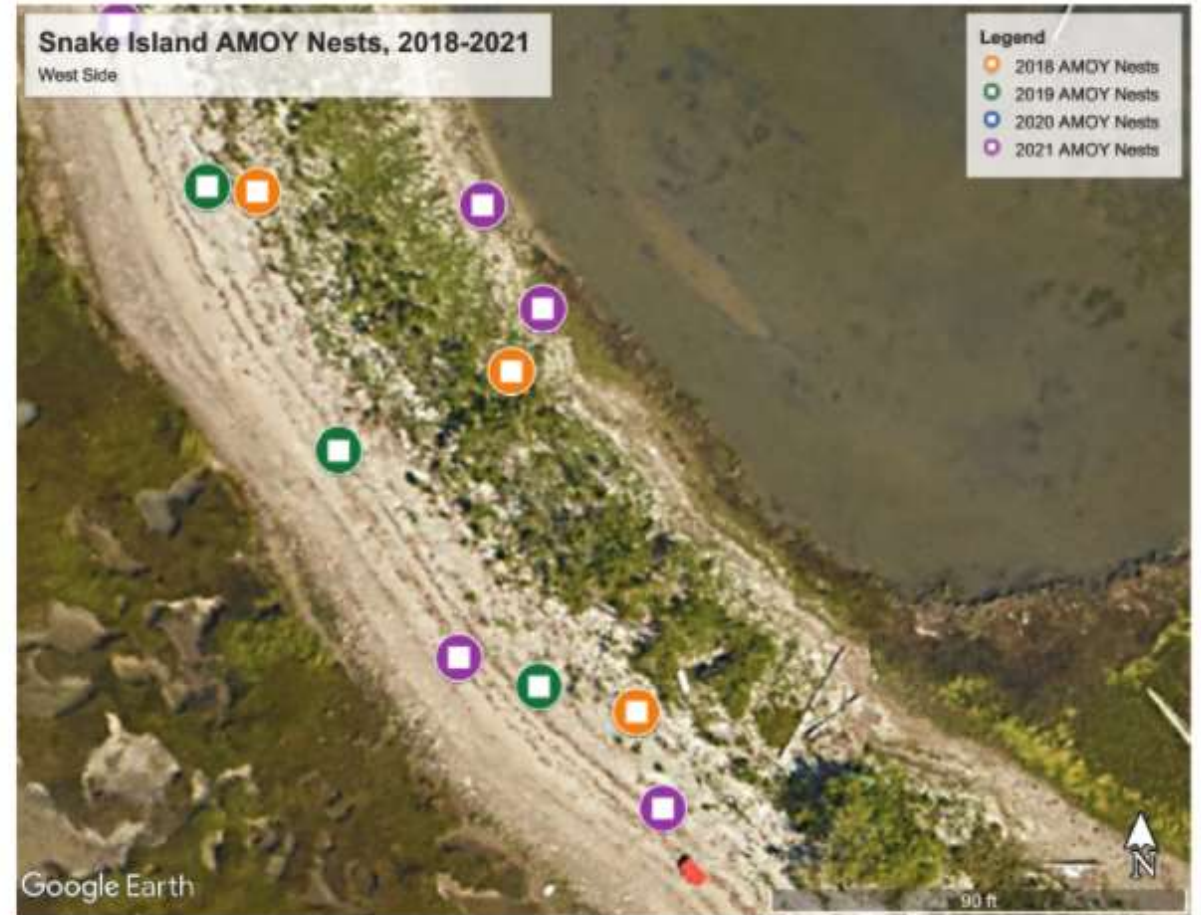 Snake Island AMOY Nests, 2018-2021
West Side
Legend
2018 AMOY Nests
2019 AMOY Nests
2020 AMOY Nests
2021 AMOY Nests
Google Earth
N
90 ft